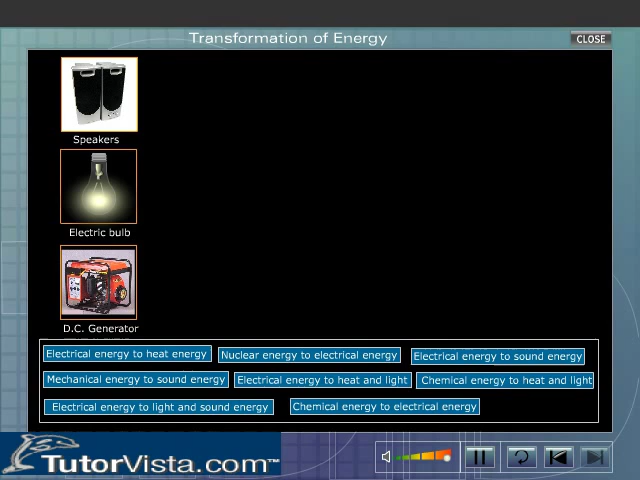 Transformation of Energy
CLOSE
Speakers
Electric bulb
D.C. Generator
Electrical energy to heat energy
Nuclear energy to electrical energy
Electrical energy to sound energy
Mechanical energy to sound energy
Electrical energy to heat and light
Chemical energy to heat and light
Electrical energy to light and sound energy
Chemical energy to electrical energy
TutorVista.com™